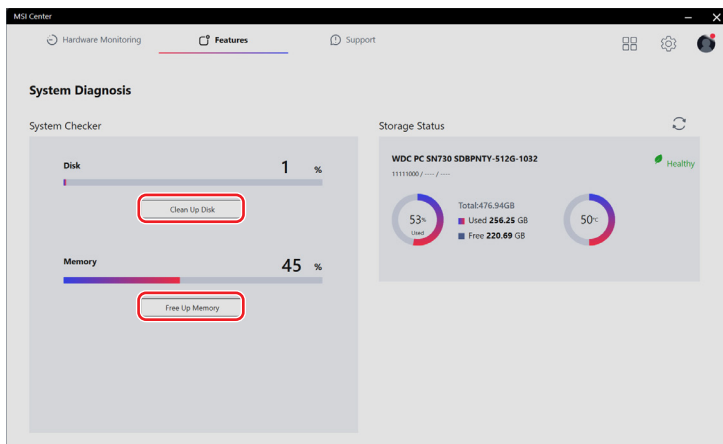 MSI Center
Hardware Monitoring
Features
Support
System Diagnosis
System Checker
Disk
1 %
Clean Up Disk
Memory
45 %
Free Up Memory
Storage Status
WDC PC SN730 SDBPNTY-512G-1032
11111000 / ---- / ----
Healthy
53%
Used
Total:476.94GB
Used 256.25 GB
Free 220.69 GB
50°C